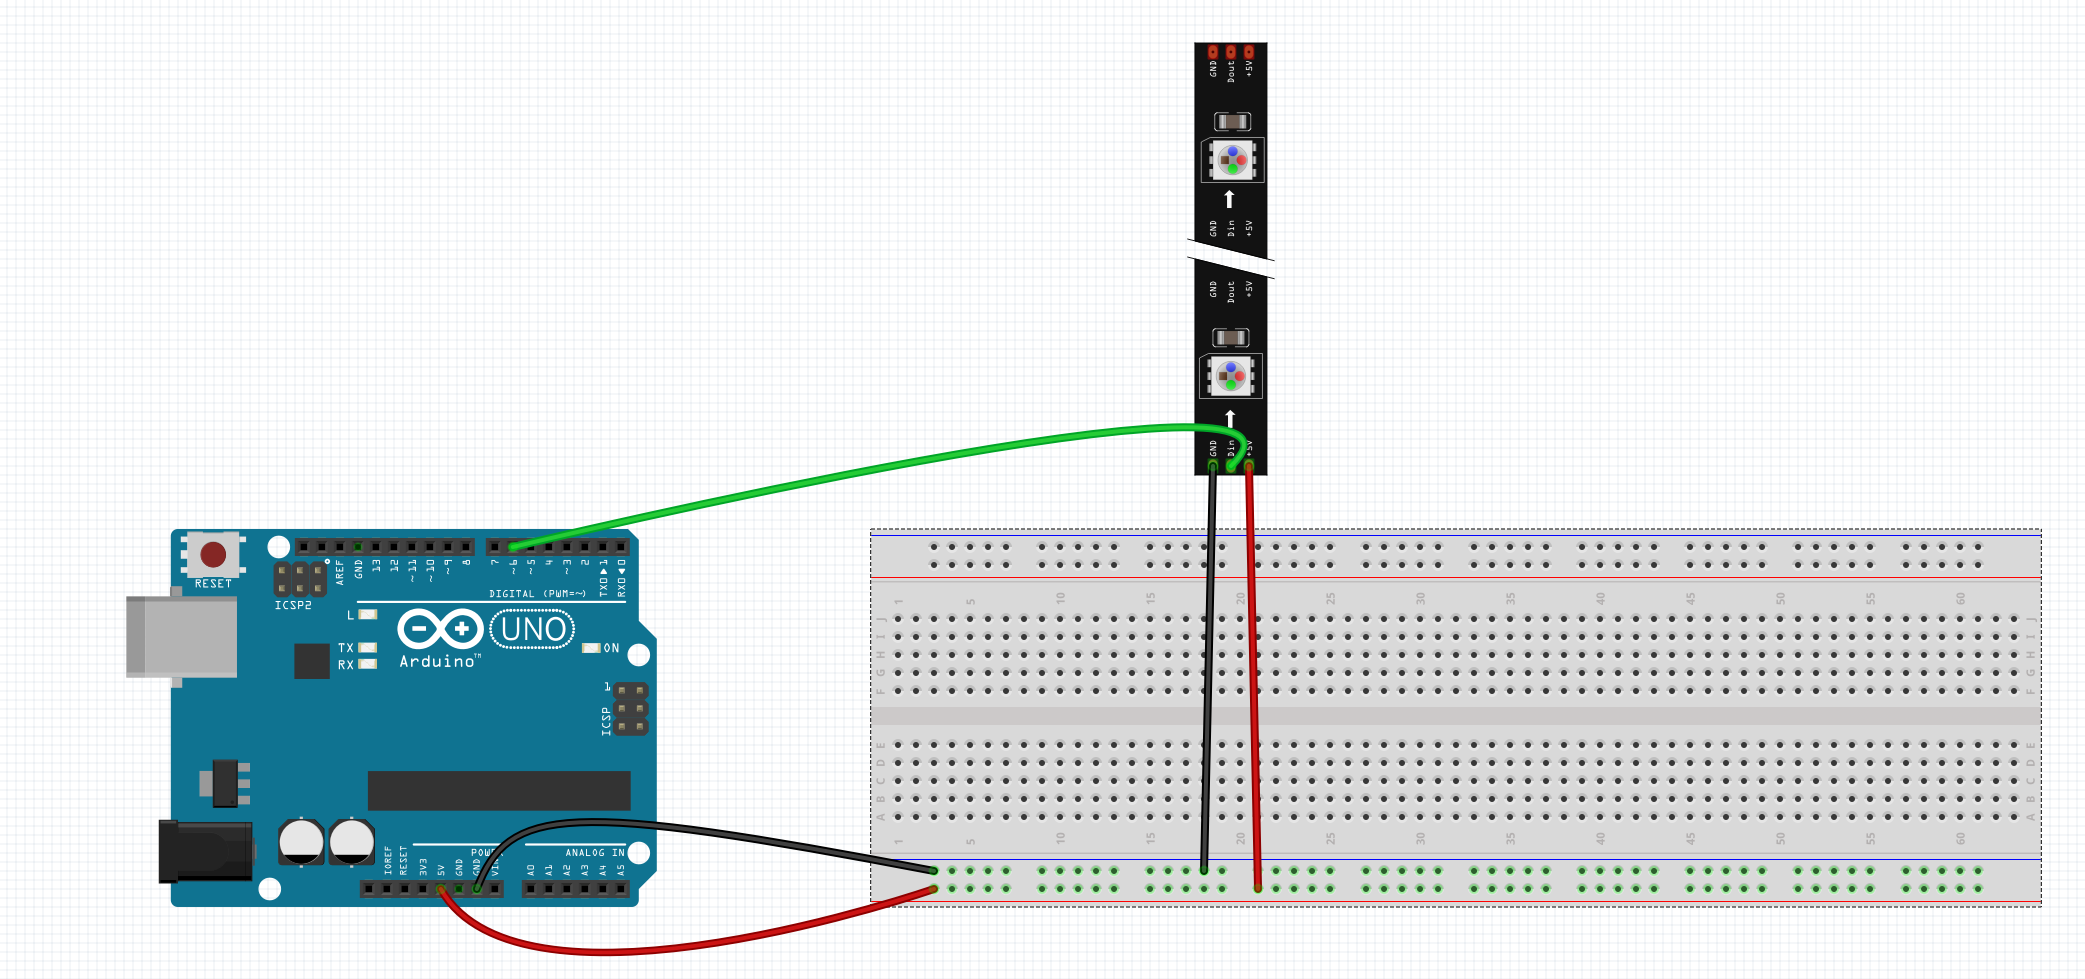 GND Dout +5V
GND Din +5V
GND Dout +5V
GND Din +5V
RESET
ICSP2
AREF
GND
13
12
~11
~10
~9
8
7
~6
~5
4
~3
2
TX0▶1
RX0◀0
DIGITAL (PWM=~)
L
TX
RX
UNO
Arduino™
ON
1
ICSP
IOREF
RESET
3V3
5V
GND
GND
POWER
VIN
ANALOG IN
A0
A1
A2
A3
A4
A5
1 5 10 15 20 25 30 35 40 45 50 55 60
J J
I I
H H
G G
F F
E E
D D
C C
B B
A A
1 5 10 15 20 25 30 35 40 45 50 55 60